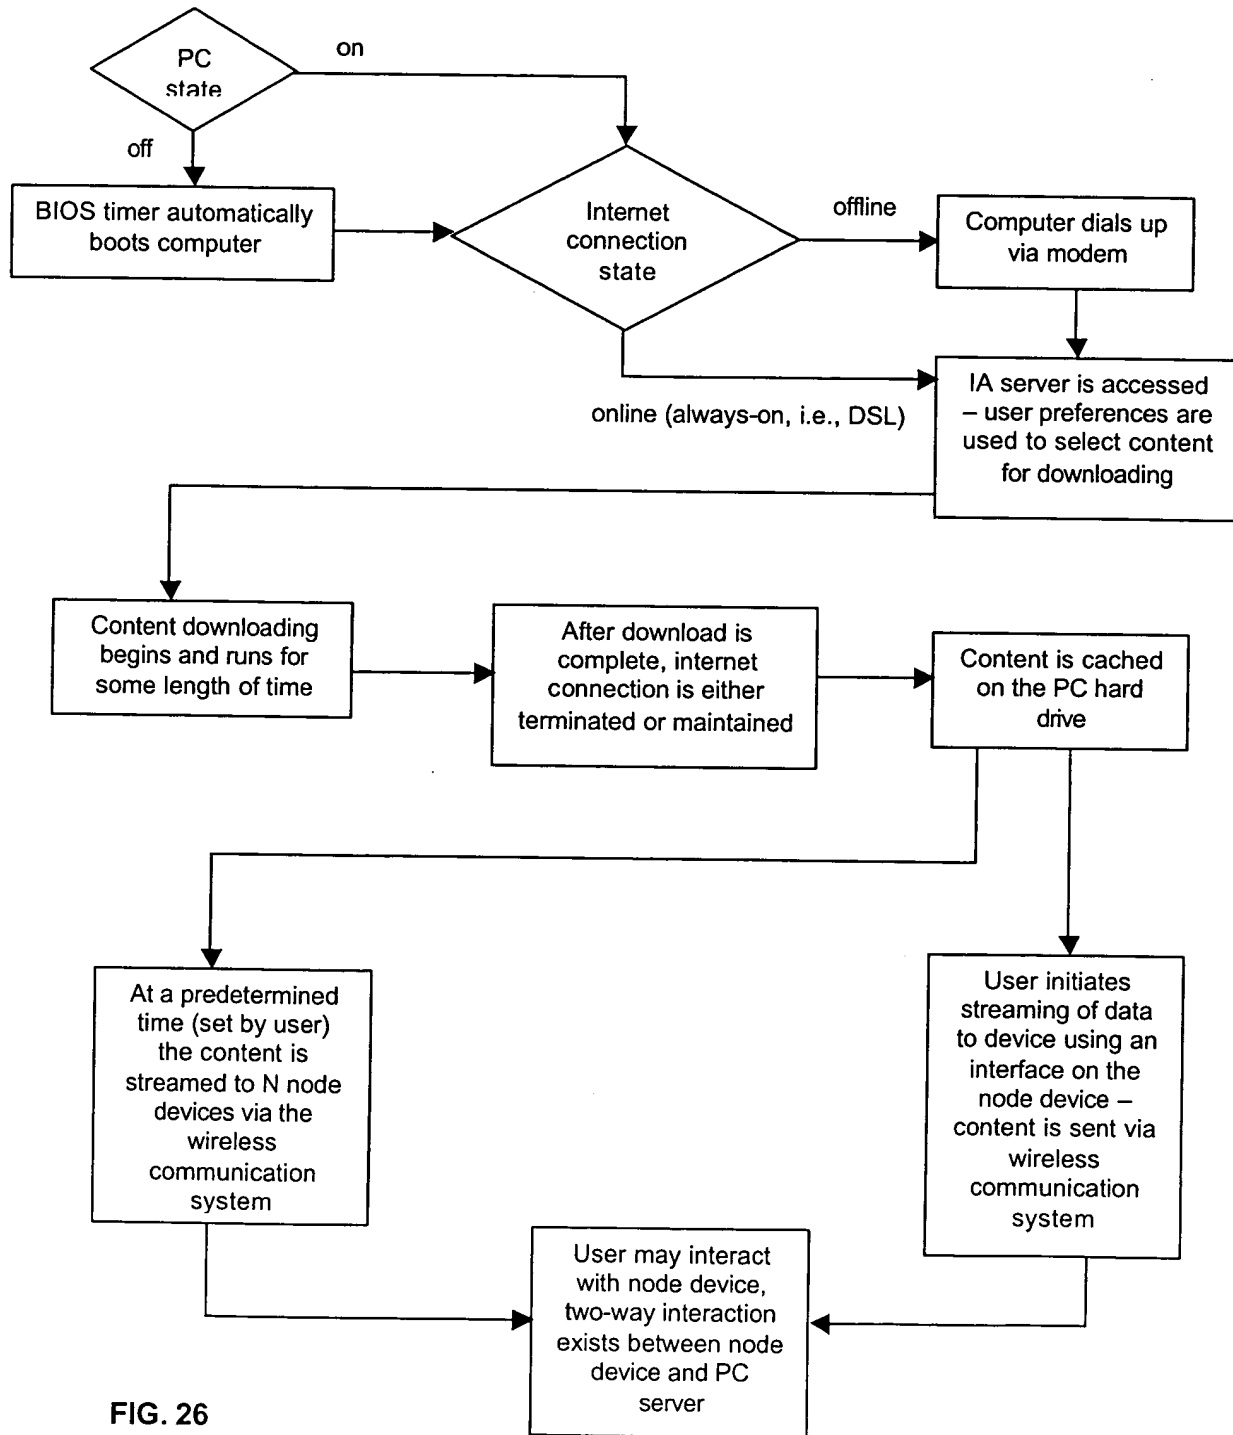 PC
state
on
off
BIOS timer automatically
boots computer
Internet
connection
state
offline
Computer dials up
via modem
online (always-on, i.e., DSL)
IA server is accessed
– user preferences are
used to select content
for downloading
Content downloading
begins and runs for
some length of time
After download is
complete, internet
connection is either
terminated or maintained
Content is cached
on the PC hard
drive
At a predetermined
time (set by user)
the content is
streamed to N node
devices via the
wireless
communication
system
User initiates
streaming of data
to device using an
interface on the
node device –
content is sent via
wireless
communication
system
User may interact
with node device,
two-way interaction
exists between node
device and PC
server
FIG. 26